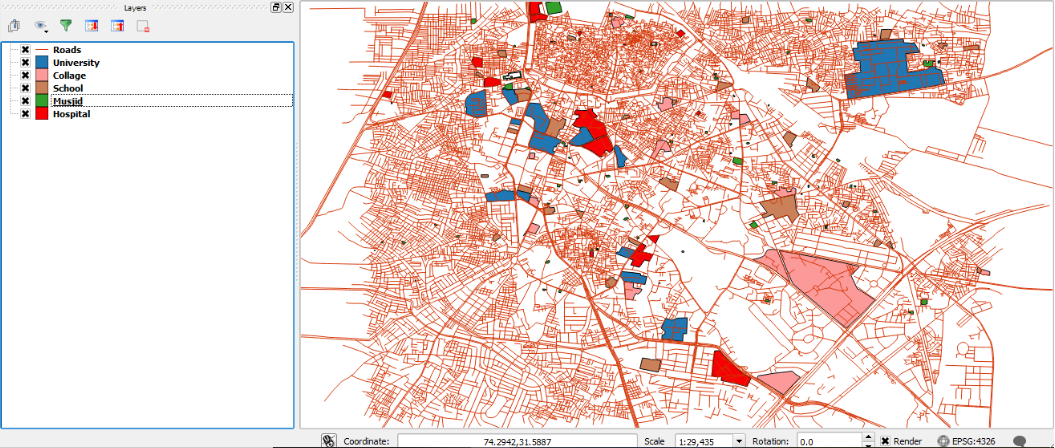 Layers
Roads
University
Collage
School
Musjid
Hospital
Coordinate: 74.2942,31.5887 Scale 1:29,435 Rotation: 0.0 Render EPSG:4326